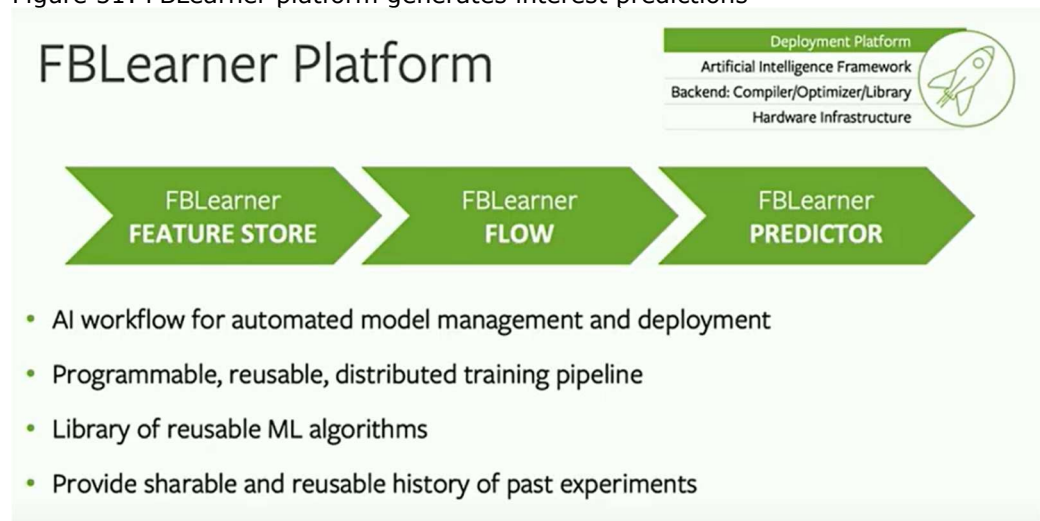 Figure 31: FBLearner platform generates interest predictions
FBLearner Platform
Deployment Platform
Artificial Intelligence Framework
Backend: Compiler/Optimizer/Library
Hardware Infrastructure
FBLearner
FEATURE STORE
FBLearner
FLOW
FBLearner
PREDICTOR
• AI workflow for automated model management and deployment
• Programmable, reusable, distributed training pipeline
• Library of reusable ML algorithms
• Provide sharable and reusable history of past experiments